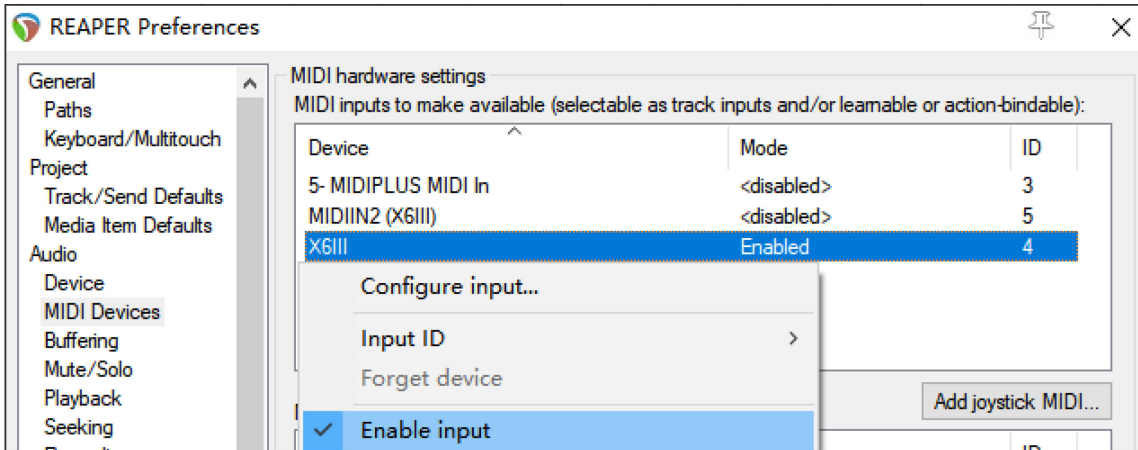 REAPER Preferences
General
Paths
Keyboard/Multitouch
Project
Track/Send Defaults
Media Item Defaults
Audio
Device
MIDI Devices
Buffering
Mute/Solo
Playback
Seeking
MIDI hardware settings
MIDI inputs to make available (selectable as track inputs and/or learnable or action-bindable):
Device Mode ID
5- MIDIPLUS MIDI In <disabled> 3
MIDIIN2 (X6III) <disabled> 5
X6III Enabled 4
Configure input...
Input ID
Forget device
Enable input
Add joystick MIDI...